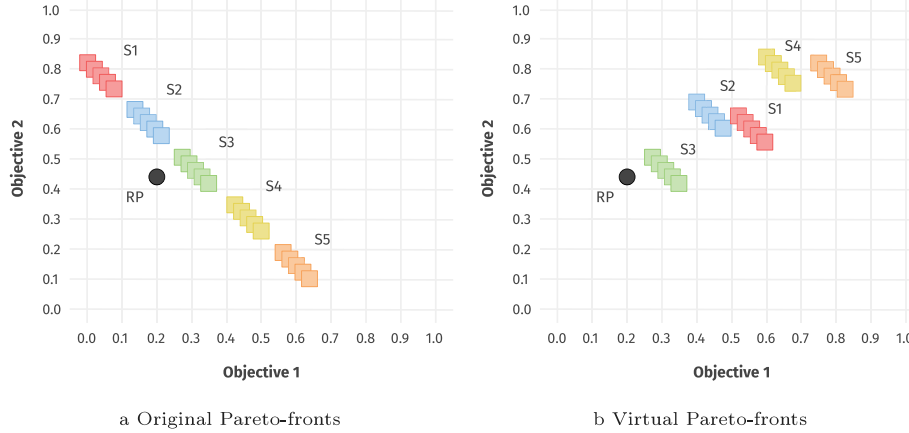 1.0
0.9
0.8
0.7
0.6
0.5
0.4
0.3
0.2
0.1
0.0
Objective 2
S1
S2
S3
S4
S5
RP
0.0 0.1 0.2 0.3 0.4 0.5 0.6 0.7 0.8 0.9 1.0
Objective 1
a Original Pareto-fronts
1.0
0.9
0.8
0.7
0.6
0.5
0.4
0.3
0.2
0.1
0.0
Objective 2
S4
S5
S2
S1
S3
RP
0.0 0.1 0.2 0.3 0.4 0.5 0.6 0.7 0.8 0.9 1.0
Objective 1
b Virtual Pareto-fronts